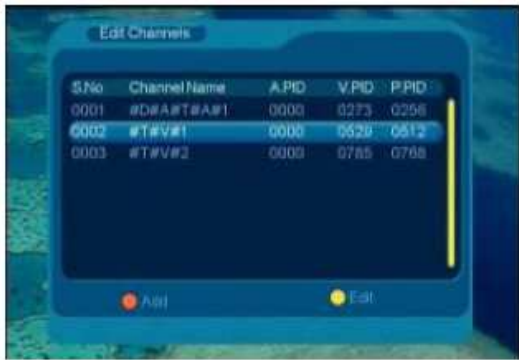 Edit Channels
S.No Channel Name A.PID V.PID P.PID
0001 #D#A#T#A#1 0000 0273 0256
0002 #T#V#1 0000 0529 0512
0003 #T#V#2 0000 0785 0768
Add Edit